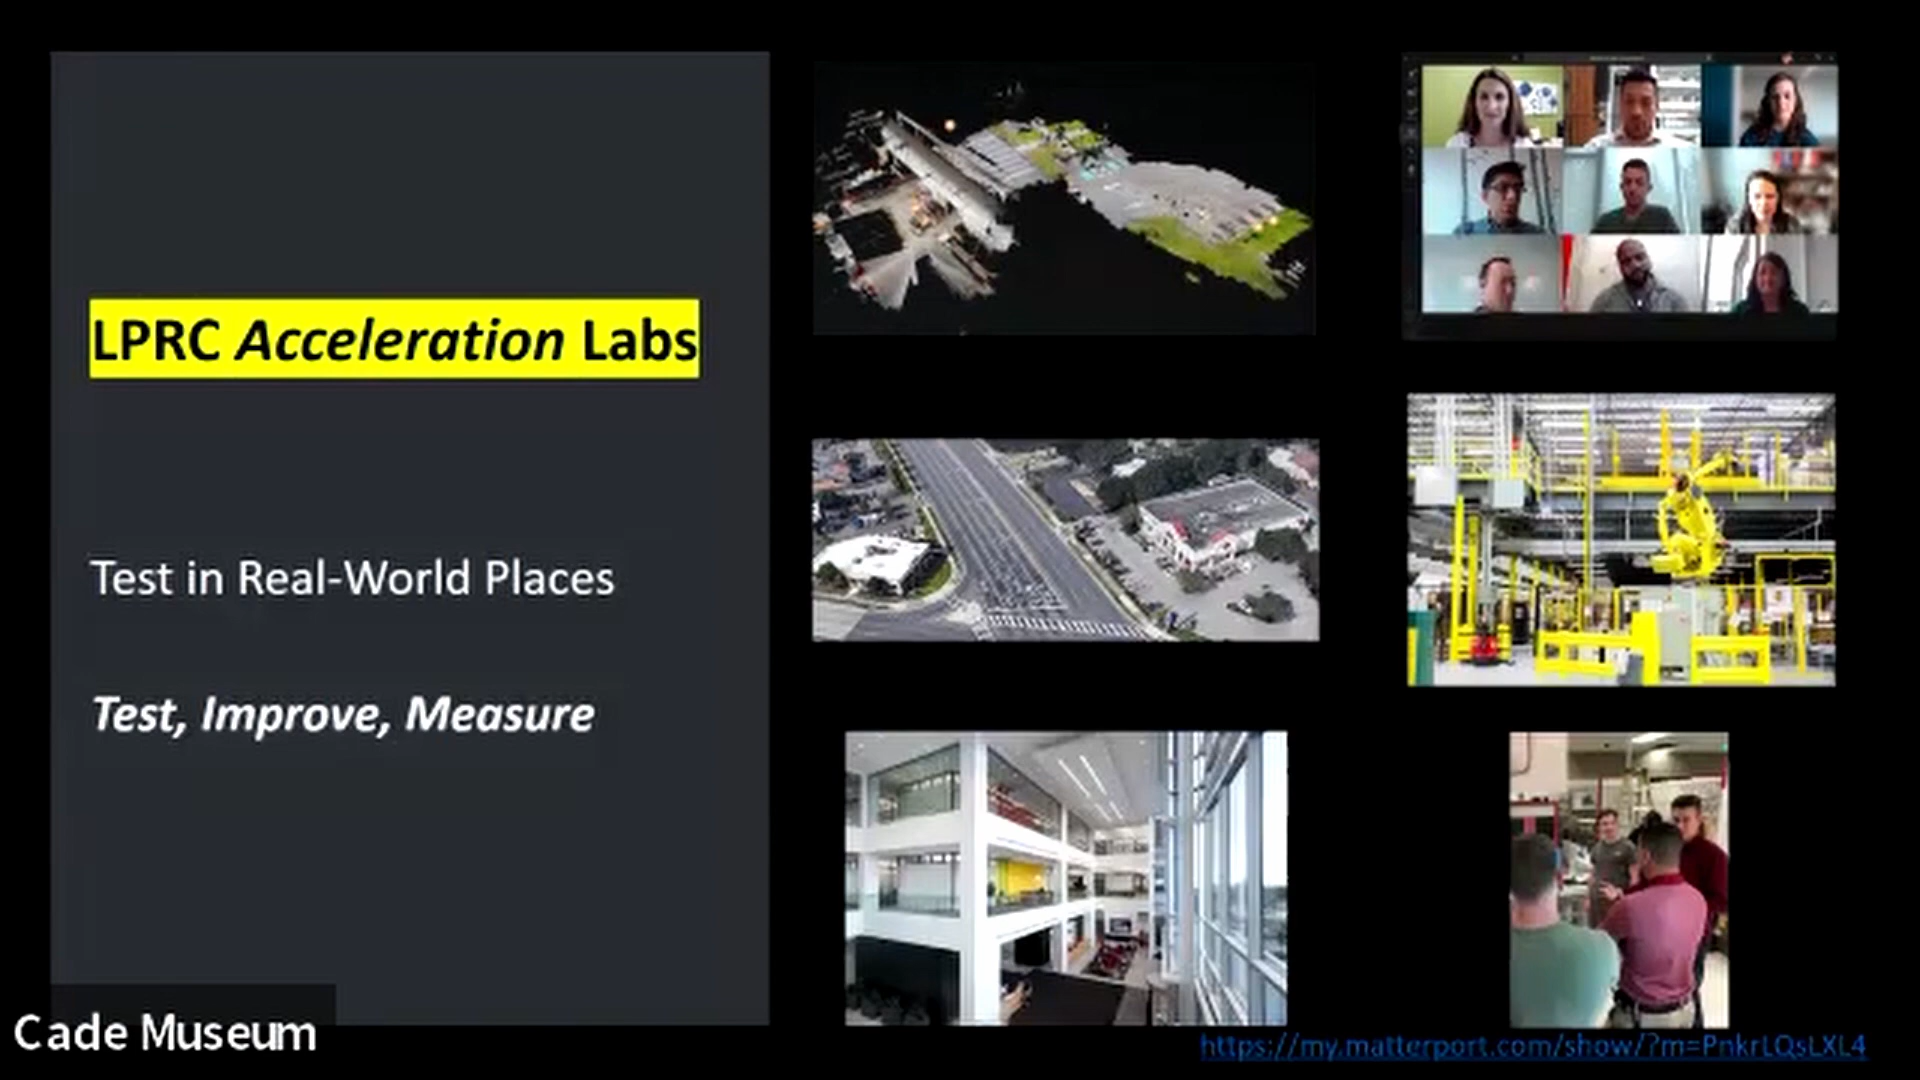 LPRC Acceleration Labs
Test in Real-World Places
Test, Improve, Measure
Cade Museum
https://my.matterport.com/show/?m=PnkrLQsLXL4